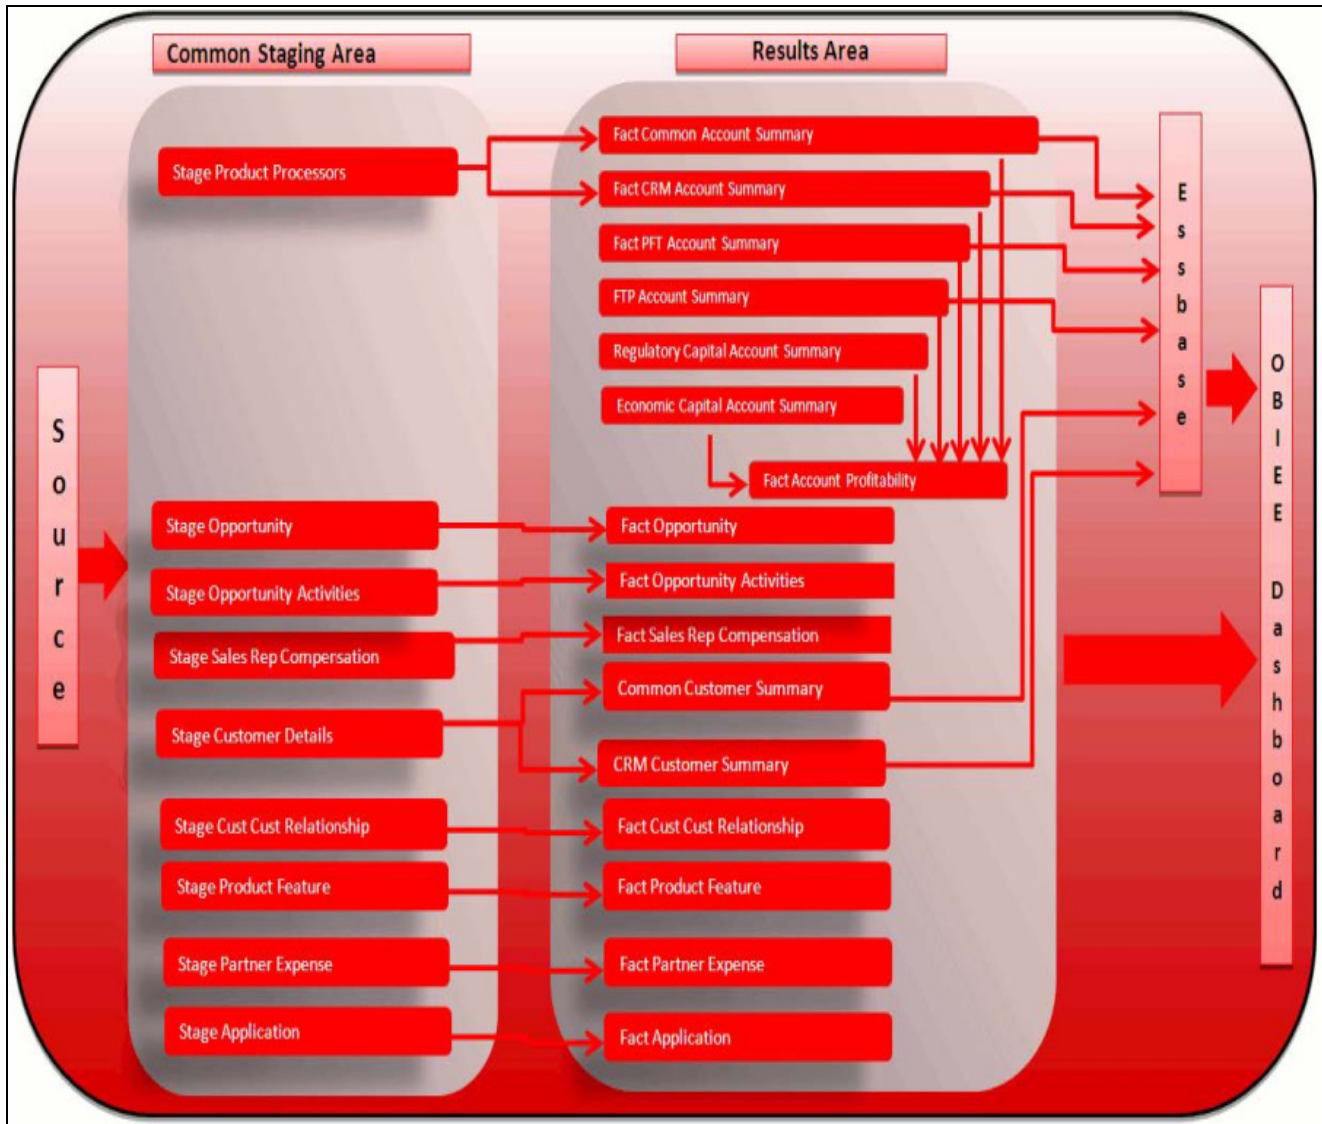 Common Staging Area
Results Area
Source
Stage Product Processors
Stage Opportunity
Stage Opportunity Activities
Stage Sales Rep Compensation
Stage Customer Details
Stage Cust Cust Relationship
Stage Product Feature
Stage Partner Expense
Stage Application
Fact Common Account Summary
Fact CRM Account Summary
Fact PFT Account Summary
FTP Account Summary
Regulatory Capital Account Summary
Economic Capital Account Summary
Fact Account Profitability
Fact Opportunity
Fact Opportunity Activities
Fact Sales Rep Compensation
Common Customer Summary
CRM Customer Summary
Fact Cust Cust Relationship
Fact Product Feature
Fact Partner Expense
Fact Application
Essbase
OBIEE Dashboard